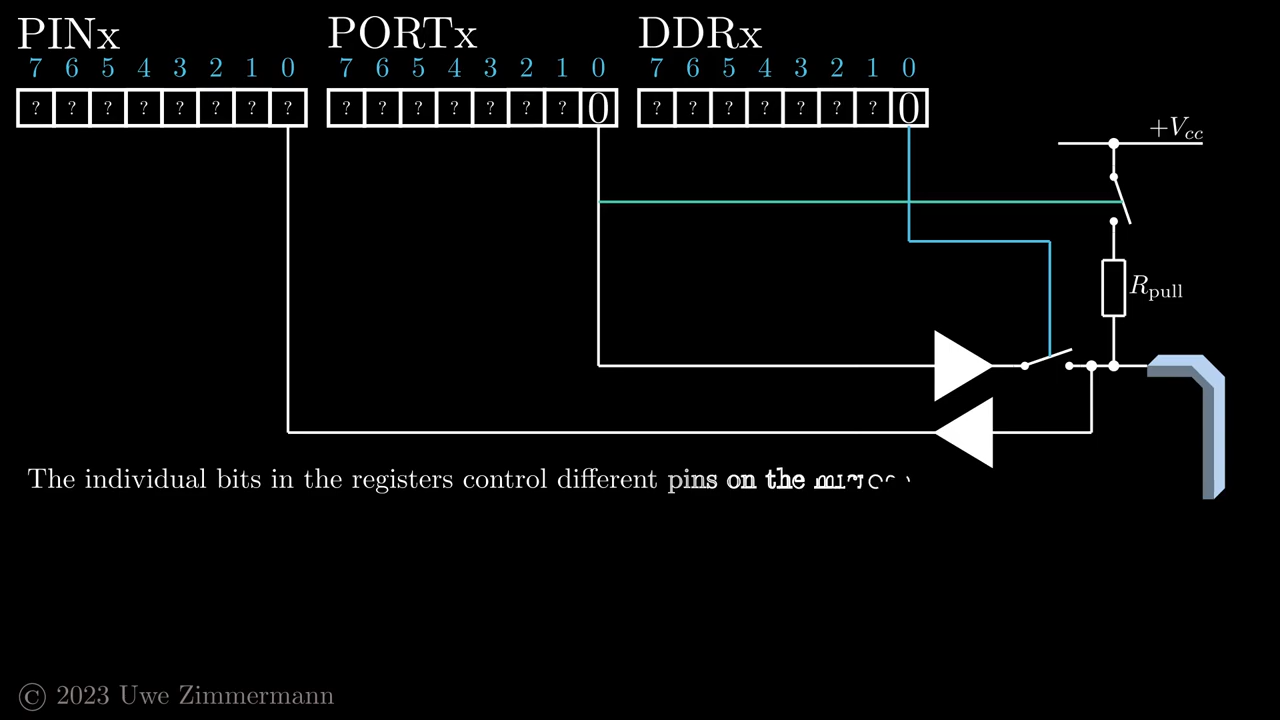 PINx PORTx DDRx
7 6 5 4 3 2 1 0 7 6 5 4 3 2 1 0 7 6 5 4 3 2 1 0
? ? ? ? ? ? ? ? ? ? ? ? ? ? ? 0 ? ? ? ? ? ? ? 0
+Vcc
Rpull
The individual bits in the registers control different pins on the
© 2023 Uwe Zimmermann